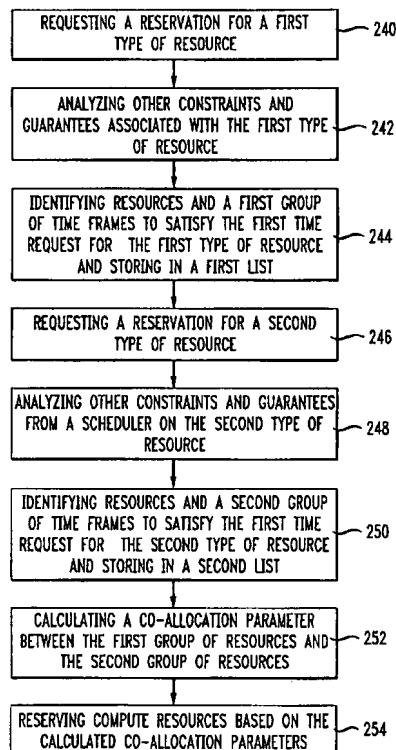 REQUESTING A RESERVATION FOR A FIRST
TYPE OF RESOURCE
240
ANALYZING OTHER CONSTRAINTS AND
GUARANTEES ASSOCIATED WITH THE FIRST TYPE
OF RESOURCE
242
IDENTIFYING RESOURCES AND A FIRST GROUP
OF TIME FRAMES TO SATISFY THE FIRST TIME
REQUEST FOR THE FIRST TYPE OF RESOURCE
AND STORING IN A FIRST LIST
244
REQUESTING A RESERVATION FOR A SECOND
TYPE OF RESOURCE
246
ANALYZING OTHER CONSTRAINTS AND GUARANTEES
FROM A SCHEDULER ON THE SECOND TYPE OF
RESOURCE
248
IDENTIFYING RESOURCES AND A SECOND GROUP
OF TIME FRAMES TO SATISFY THE FIRST TIME
REQUEST FOR THE SECOND TYPE OF RESOURCE
AND STORING IN A SECOND LIST
250
CALCULATING A CO-ALLOCATION PARAMETER
BETWEEN THE FIRST GROUP OF RESOURCES AND
THE SECOND GROUP OF RESOURCES
252
RESERVING COMPUTE RESOURCES BASED ON THE
CALCULATED CO-ALLOCATION PARAMETERS
254